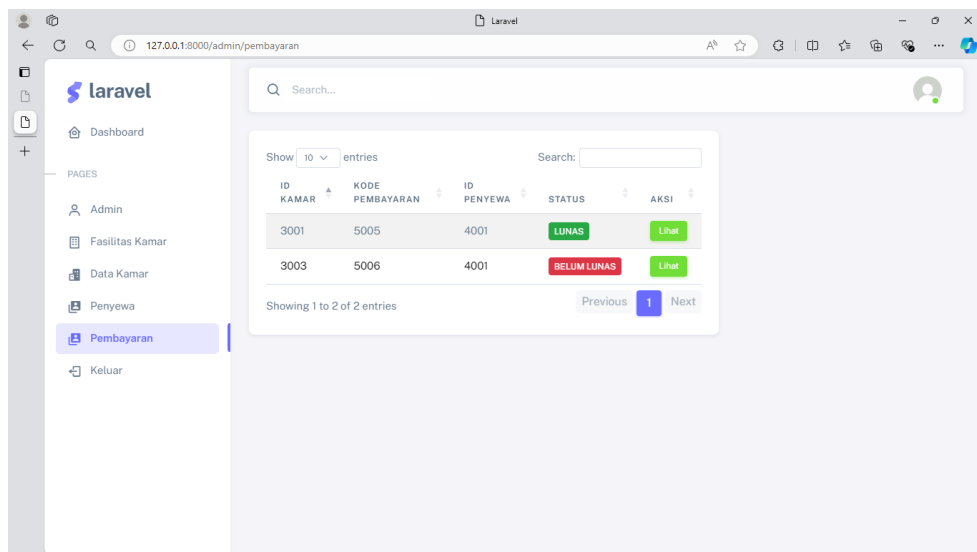 Laravel
127.0.0.1:8000/admin/pembayaran
laravel
Search...
Dashboard
PAGES
Admin
Fasilitas Kamar
Data Kamar
Penyewa
Pembayaran
Keluar
Show 10 entries Search:
ID KODE ID
KAMAR PEMBAYARAN PENYEWA STATUS AKSI
3001 5005 4001 LUNAS Lihat
3003 5006 4001 BELUM LUNAS Lihat
Showing 1 to 2 of 2 entries Previous 1 Next